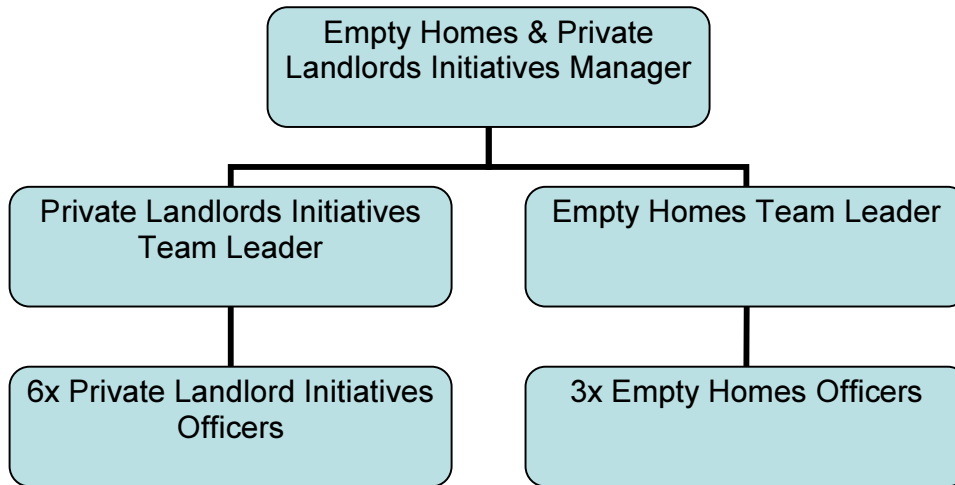 Empty Homes & Private
Landlords Initiatives Manager
Private Landlords Initiatives
Team Leader
Empty Homes Team Leader
6x Private Landlord Initiatives
Officers
3x Empty Homes Officers